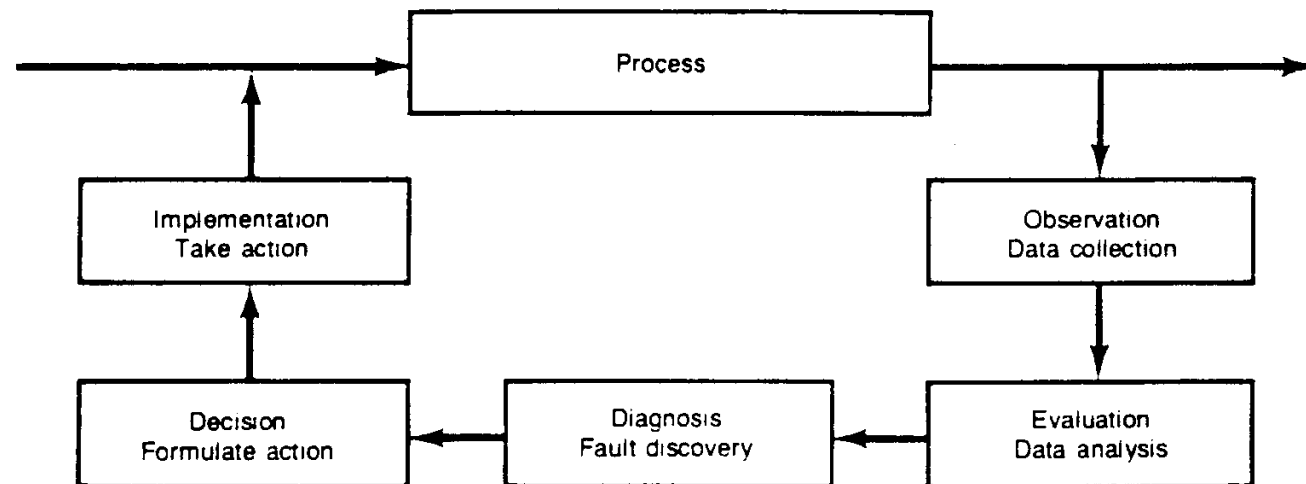 Process
Implementation
Take action
Observation
Data collection
Decision
Formulate action
Diagnosis
Fault discovery
Evaluation
Data analysis